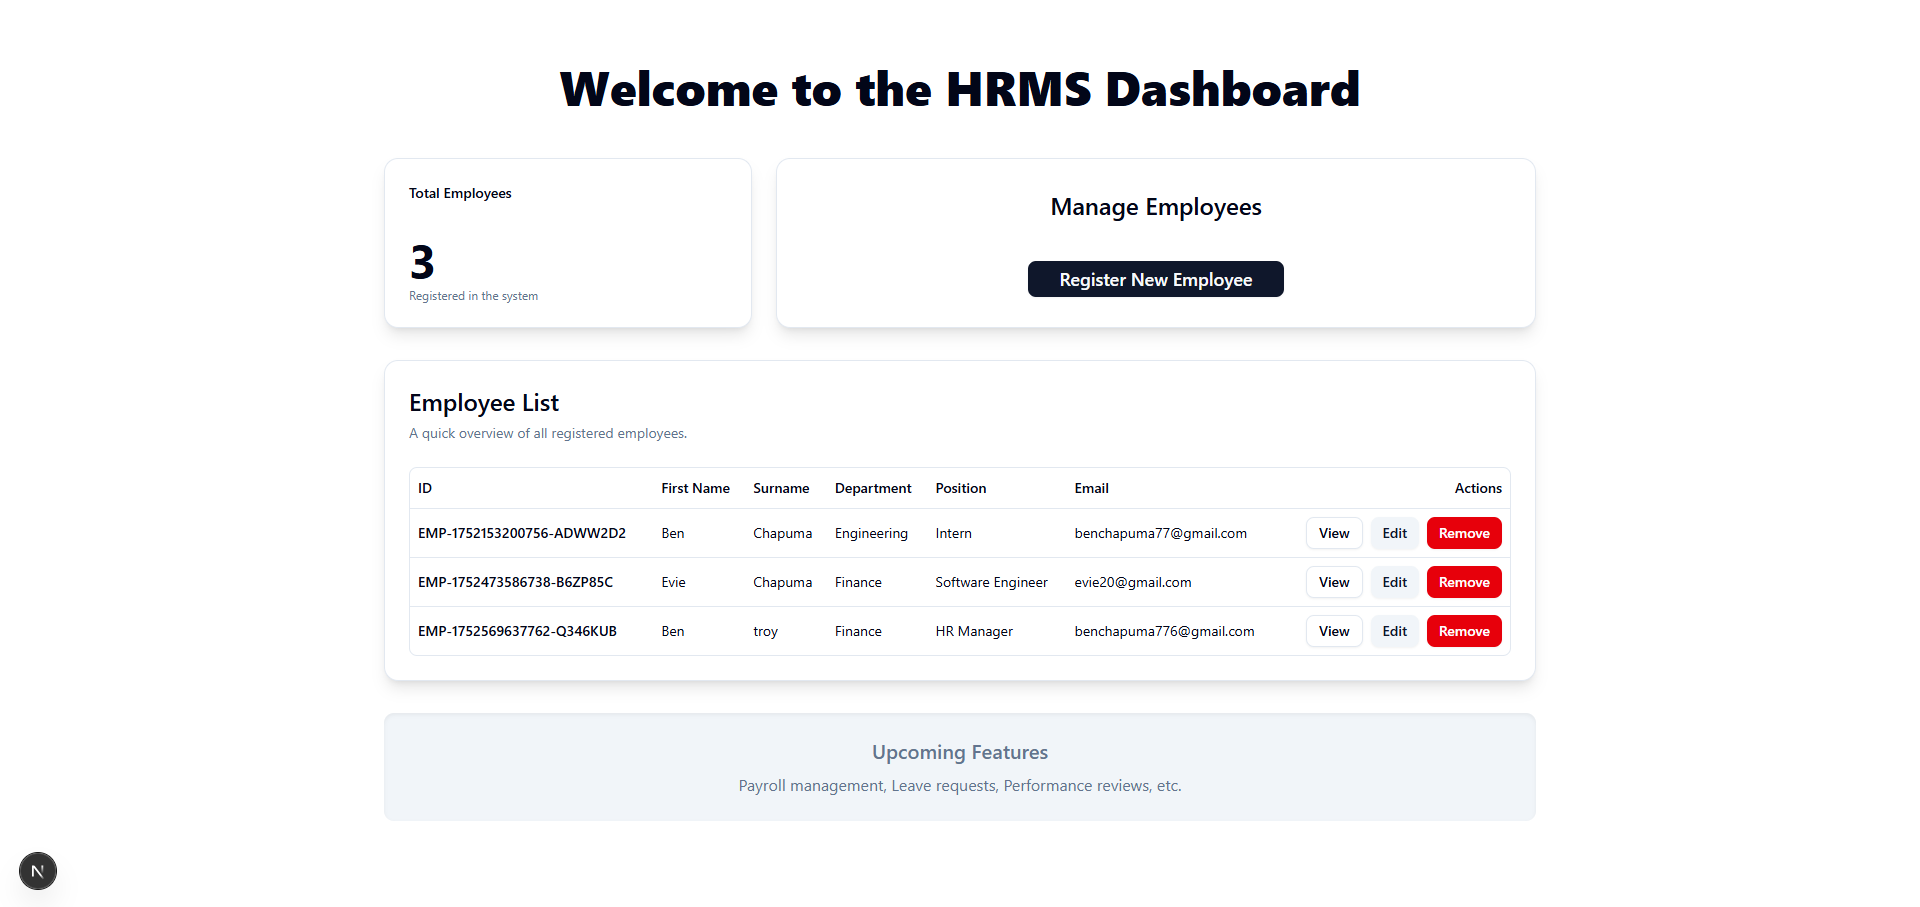 Welcome to the HRMS Dashboard
Total Employees
3
Registered in the system
Manage Employees
Register New Employee
Employee List
A quick overview of all registered employees.
ID First Name Surname Department Position Email Actions
EMP-1752153200756-ADWW2D2 Ben Chapuma Engineering Intern benchapuma77@gmail.com View Edit Remove
EMP-1752473586738-B6ZP85C Evie Chapuma Finance Software Engineer evie20@gmail.com View Edit Remove
EMP-1752569637762-Q346KUB Ben troy Finance HR Manager benchapuma776@gmail.com View Edit Remove
Upcoming Features
Payroll management, Leave requests, Performance reviews, etc.
N